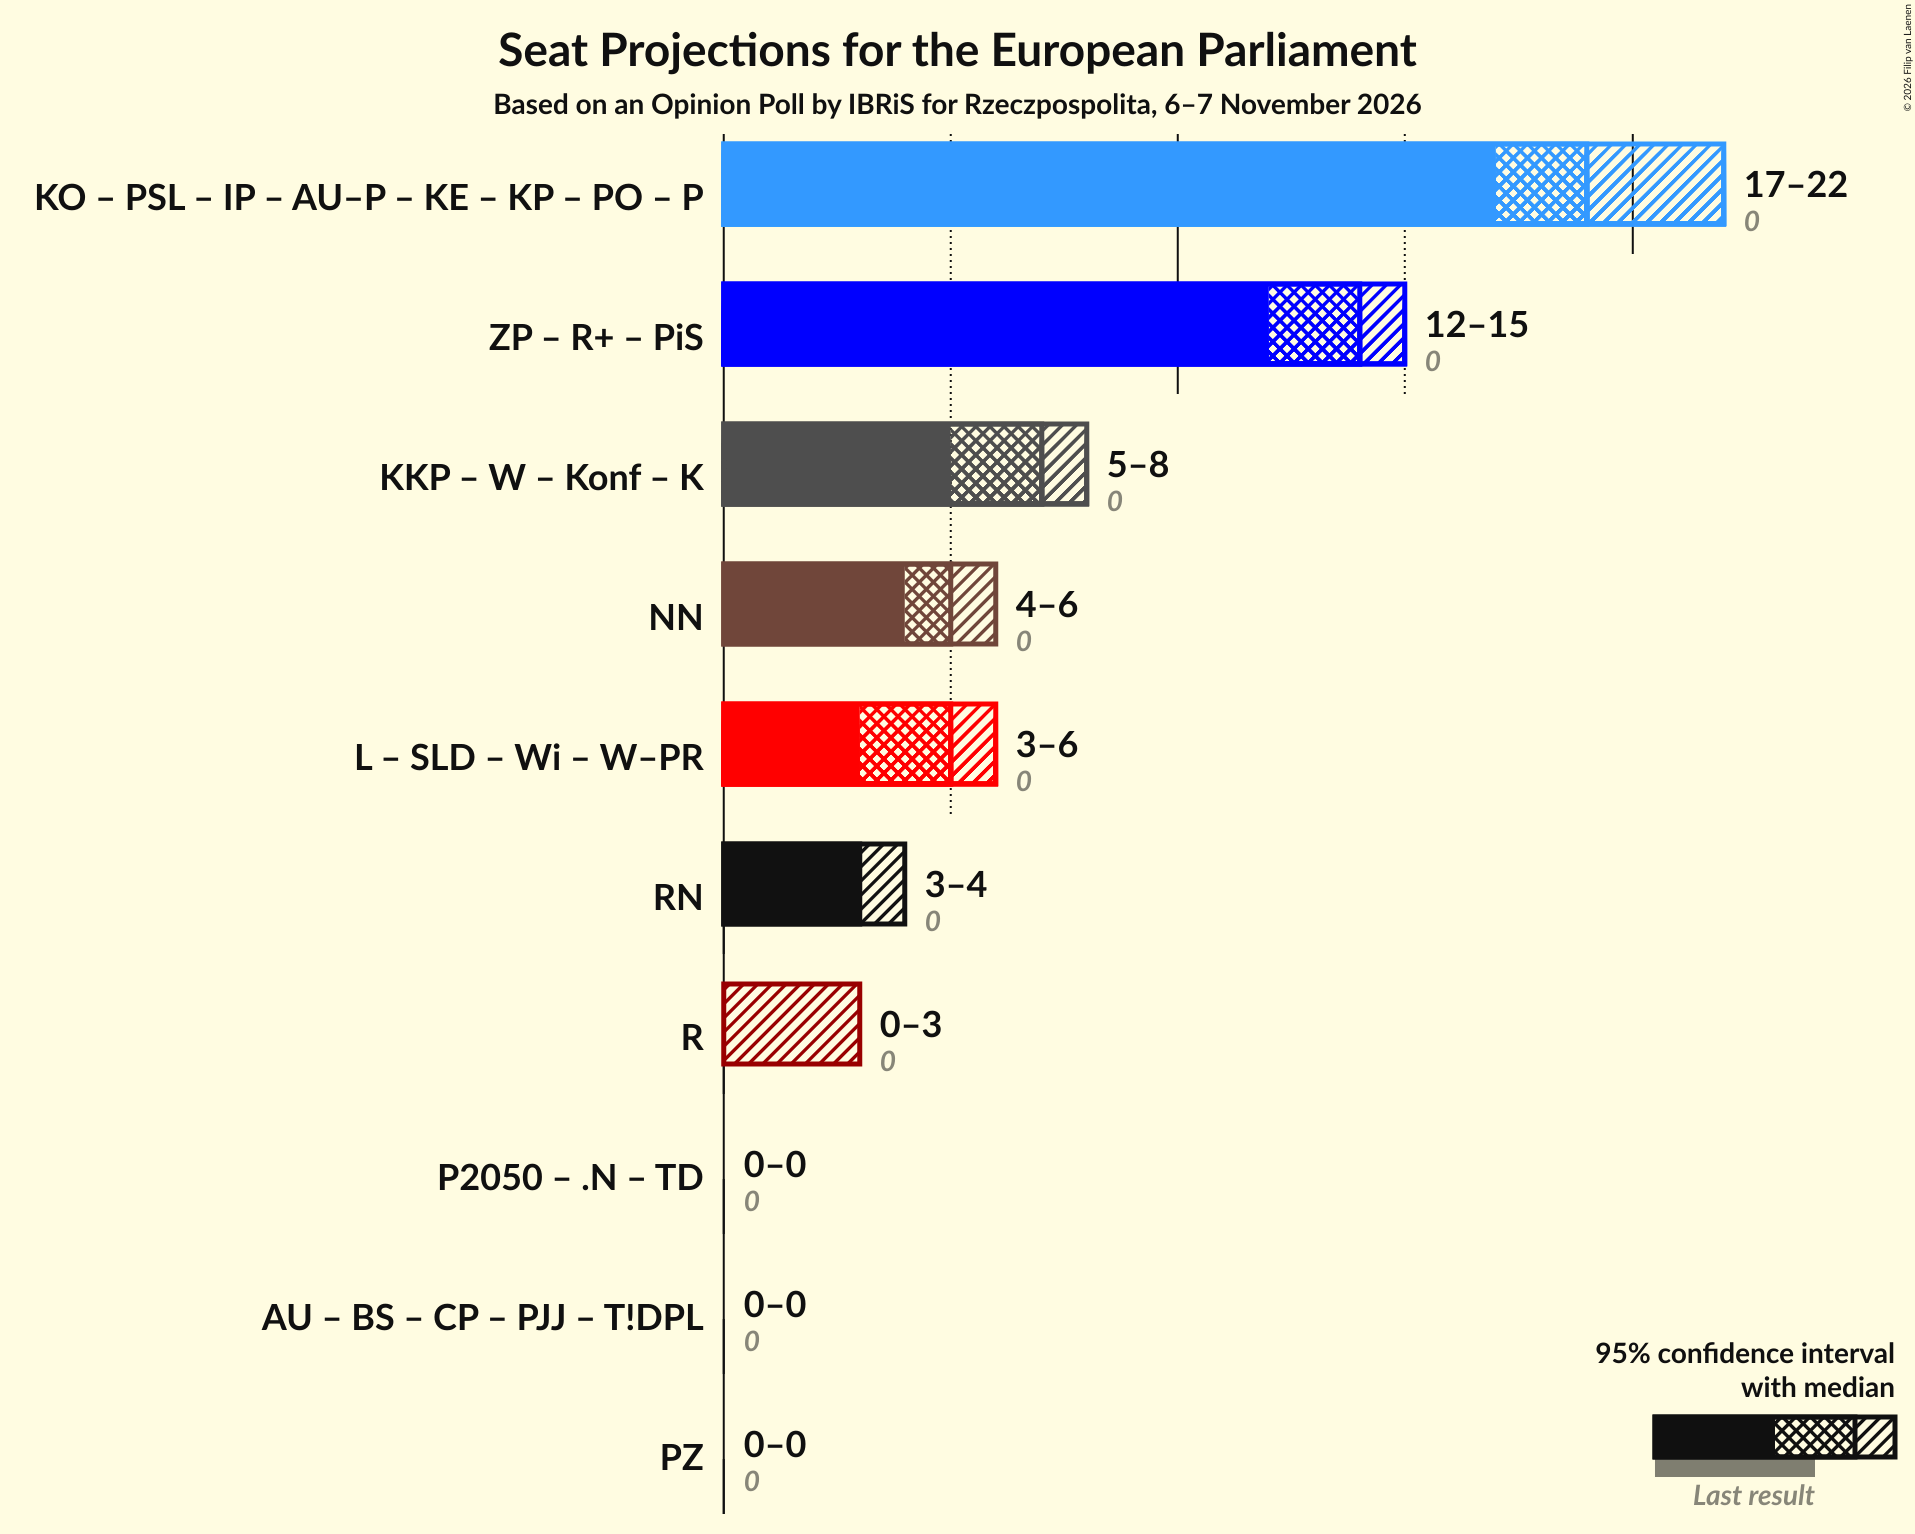 Seat Projections for the European Parliament
Based on an Opinion Poll by IBRiS for Rzeczpospolita, 6–7 November 2026
© 2026 Filip van Laenen
KO – PSL – IP – AU–P – KE – KP – PO – P
17–22
0
ZP – R+ – PiS
12–15
0
KKP – W – Konf – K
5–8
0
NN
4–6
0
L – SLD – Wi – W–PR
3–6
0
RN
3–4
0
R
0–3
0
P2050 – .N – TD
0–0
0
AU – BS – CP – PJJ – T!DPL
0–0
0
PZ
0–0
0
95% confidence interval
with median
Last result